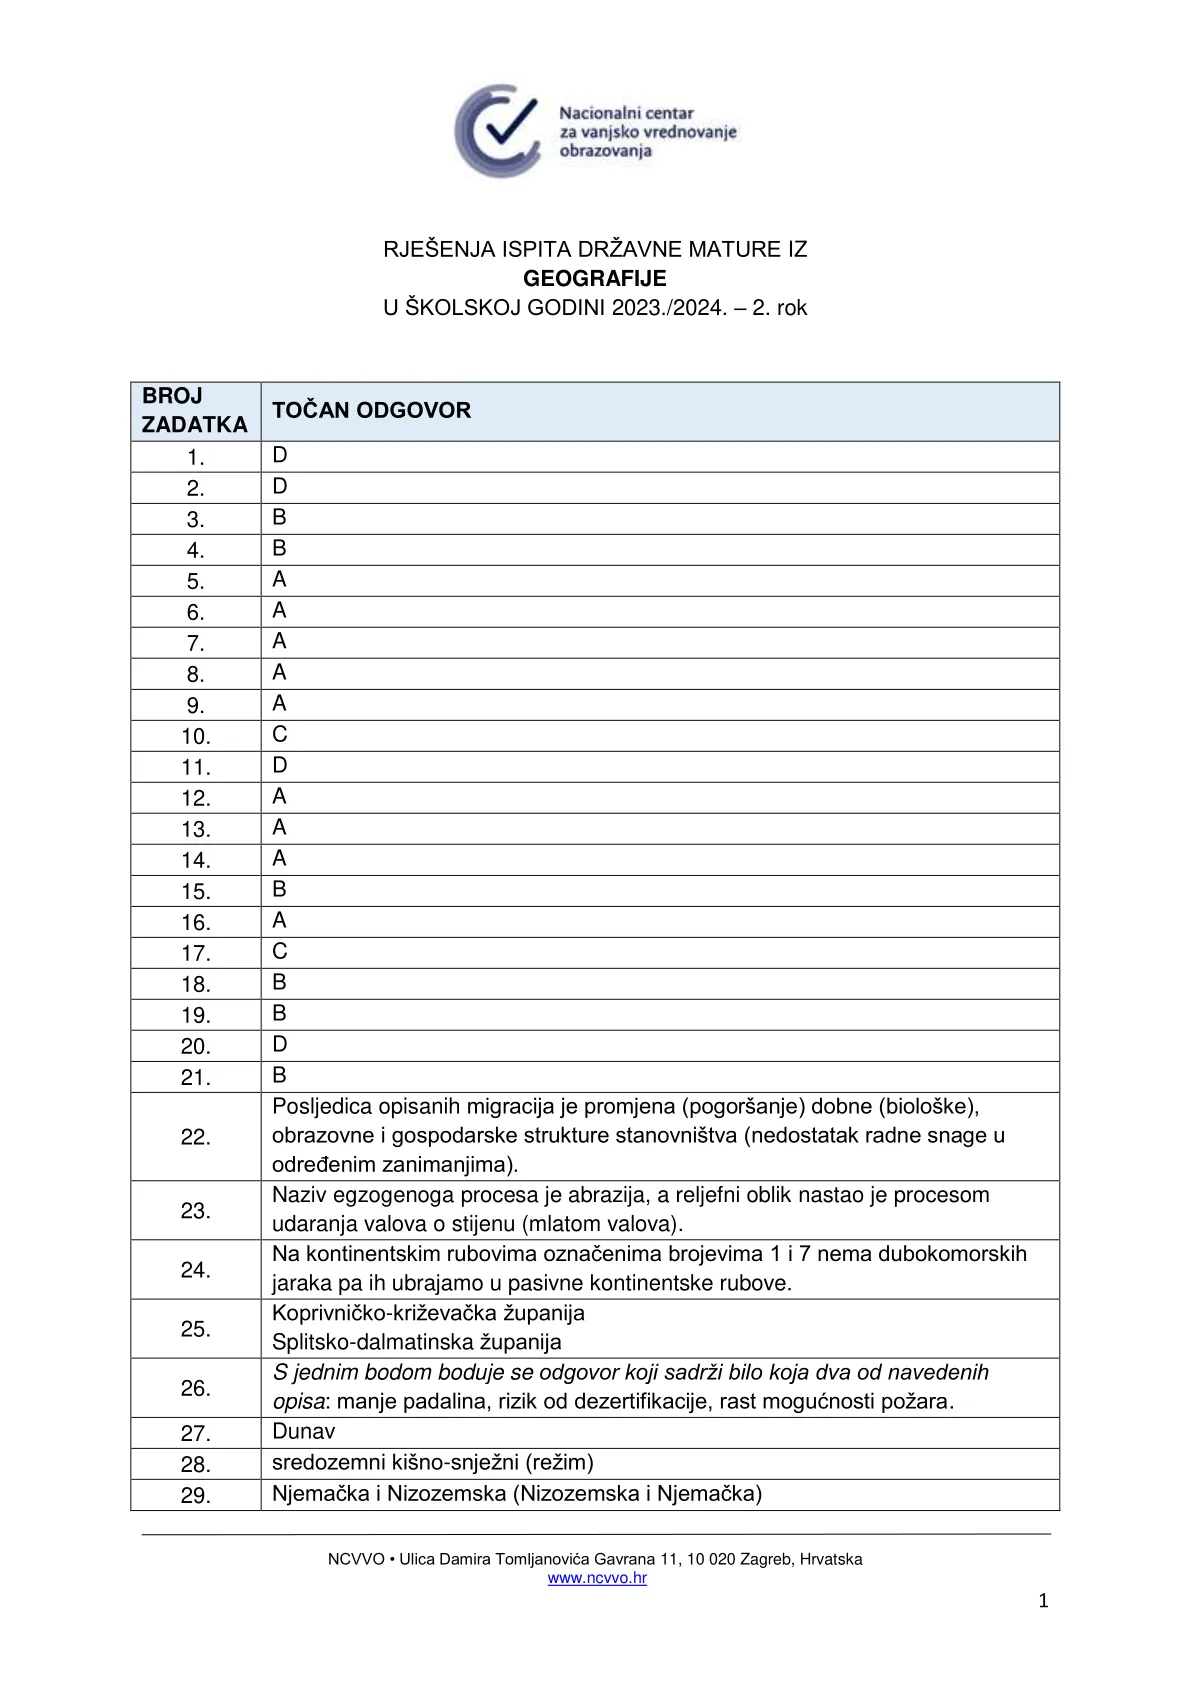 Nacionalni centar
za vanjsko vrednovanje
obrazovanja
RJEŠENJA ISPITA DRŽAVNE MATURE IZ
GEOGRAFIJE
U ŠKOLSKOJ GODINI 2023./2024. – 2. rok
BROJ
ZADATKA
TOČAN ODGOVOR
1. D
2. D
3. B
4. B
5. A
6. A
7. A
8. A
9. A
10. C
11. D
12. A
13. A
14. A
15. B
16. A
17. C
18. B
19. B
20. D
21. B
22.
Posljedica opisanih migracija je promjena (pogoršanje) dobne (biološke),
obrazovne i gospodarske strukture stanovništva (nedostatak radne snage u
određenim zanimanjima).
23.
Naziv egzogenoga procesa je abrazija, a reljefni oblik nastao je procesom
udaranja valova o stijenu (mlatom valova).
24.
Na kontinentskim rubovima označenima brojevima 1 i 7 nema dubokomorskih
jaraka pa ih ubrajamo u pasivne kontinentske rubove.
25.
Koprivničko-križevačka županija
Splitsko-dalmatinska županija
26.
S jednim bodom boduje se odgovor koji sadrži bilo koja dva od navedenih
opisa: manje padalina, rizik od dezertifikacije, rast mogućnosti požara.
27. Dunav
28. sredozemni kišno-snježni (režim)
29. Njemačka i Nizozemska (Nizozemska i Njemačka)
NCVVO • Ulica Damira Tomljanovića Gavrana 11, 10 020 Zagreb, Hrvatska
www.ncvvo.hr
1